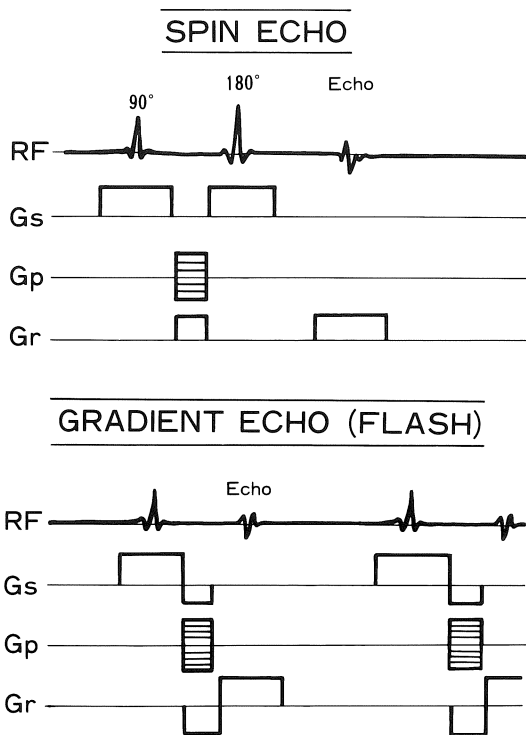 SPIN ECHO
90° 180° Echo
RF
Gs
Gp
Gr
GRADIENT ECHO (FLASH)
Echo
RF
Gs
Gp
Gr